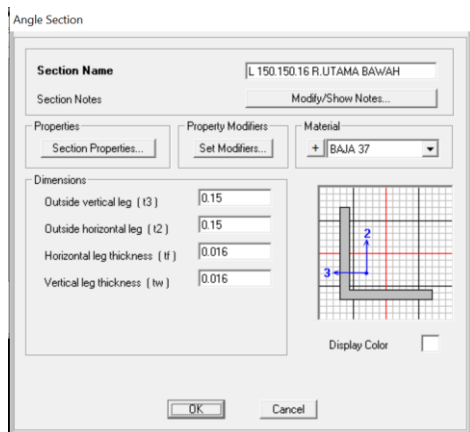 Angle Section
Section Name L 150.150.16 R.UTAMA BAWAH
Section Notes Modify/Show Notes...
Properties Property Modifiers Material
Section Properties... Set Modifiers... + BAJA 37
Dimensions
Outside vertical leg ( t3 ) 0.15
Outside horizontal leg ( t2 ) 0.15
Horizontal leg thickness ( tf ) 0.016
Vertical leg thickness ( tw ) 0.016
2
3
Display Color
OK Cancel